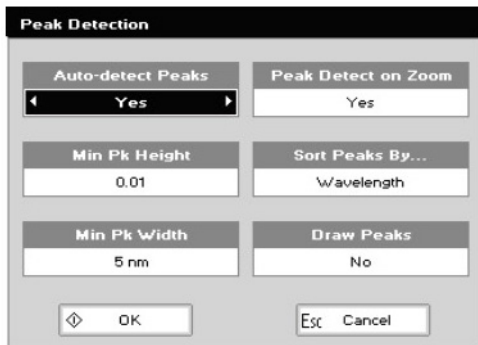 Peak Detection
Auto-detect Peaks
Peak Detect on Zoom
Yes
Yes
Min Pk Height
Sort Peaks By...
0.01
Wavelength
Min Pk Width
Draw Peaks
5 nm
No
OK
Esc Cancel